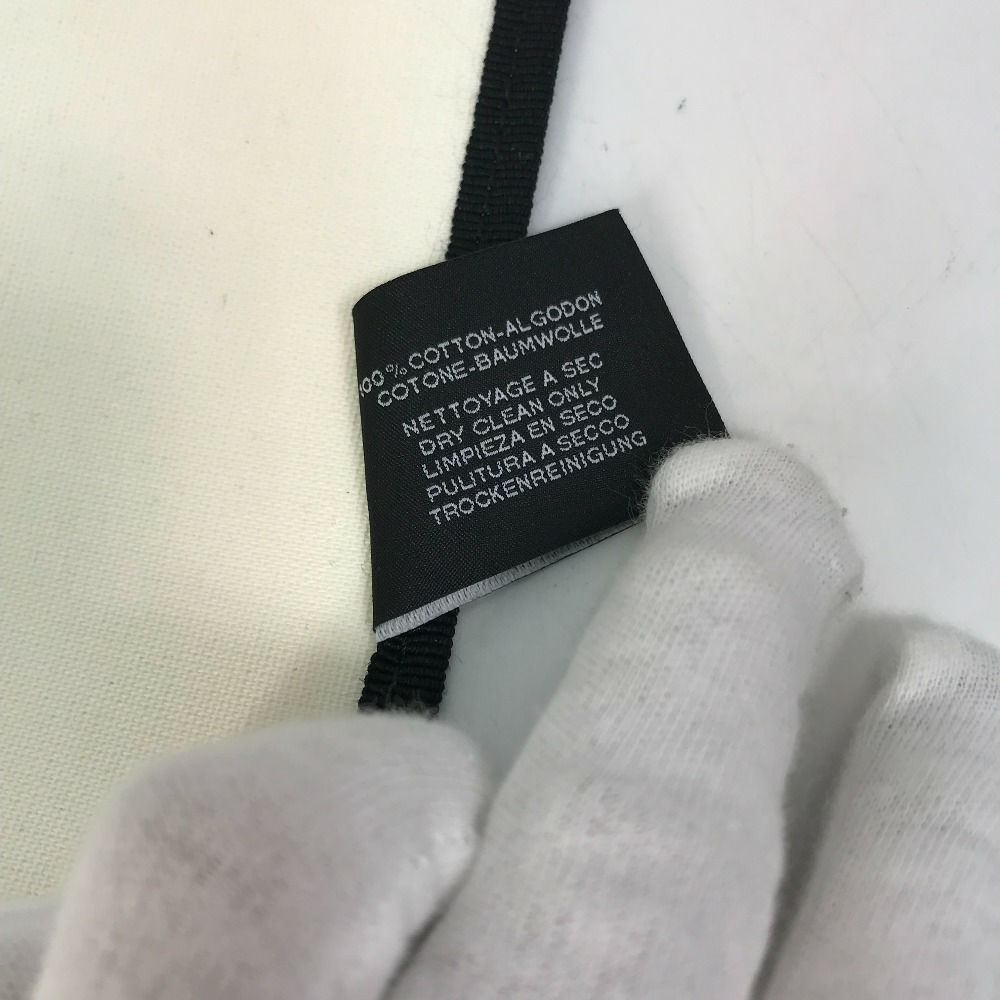 100% COTTON-ALGODON
COTONE-BAUMWOLLE
NETTOYAGE A SEC
DRY CLEAN ONLY
LIMPIEZA EN SECO
PULITURA A SECCO
TROCKENREINIGUNG